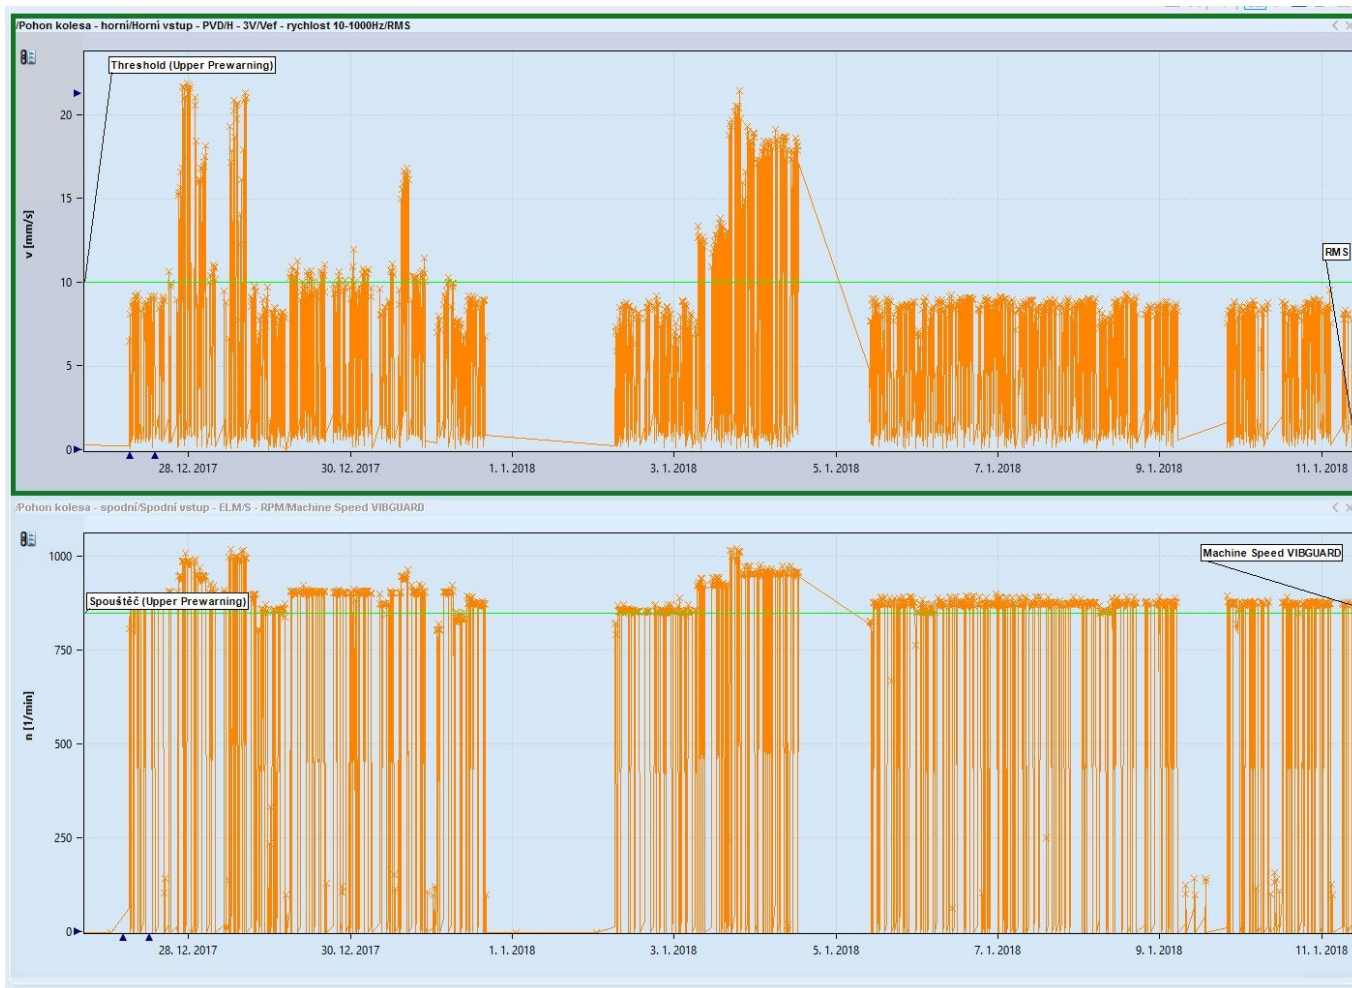 /Pohon kolesa - horní/Horní vstup - PVD/H - 3V/Vef - rychlost 10-1000Hz/RMS
Threshold (Upper Prewarning)
20
15
v [mm/s]
RMS
10
5
0
28. 12. 2017
30. 12. 2017
1. 1. 2018
3. 1. 2018
5. 1. 2018
7. 1. 2018
9. 1. 2018
11. 1. 2018
/Pohon kolesa - spodní/Spodní vstup - ELM/S - RPM/Machine Speed VIBGUARD
1000
Machine Speed VIBGUARD
Spouštěč (Upper Prewarning)
750
n [1/min]
500
250
0
28. 12. 2017
30. 12. 2017
1. 1. 2018
3. 1. 2018
5. 1. 2018
7. 1. 2018
9. 1. 2018
11. 1. 2018